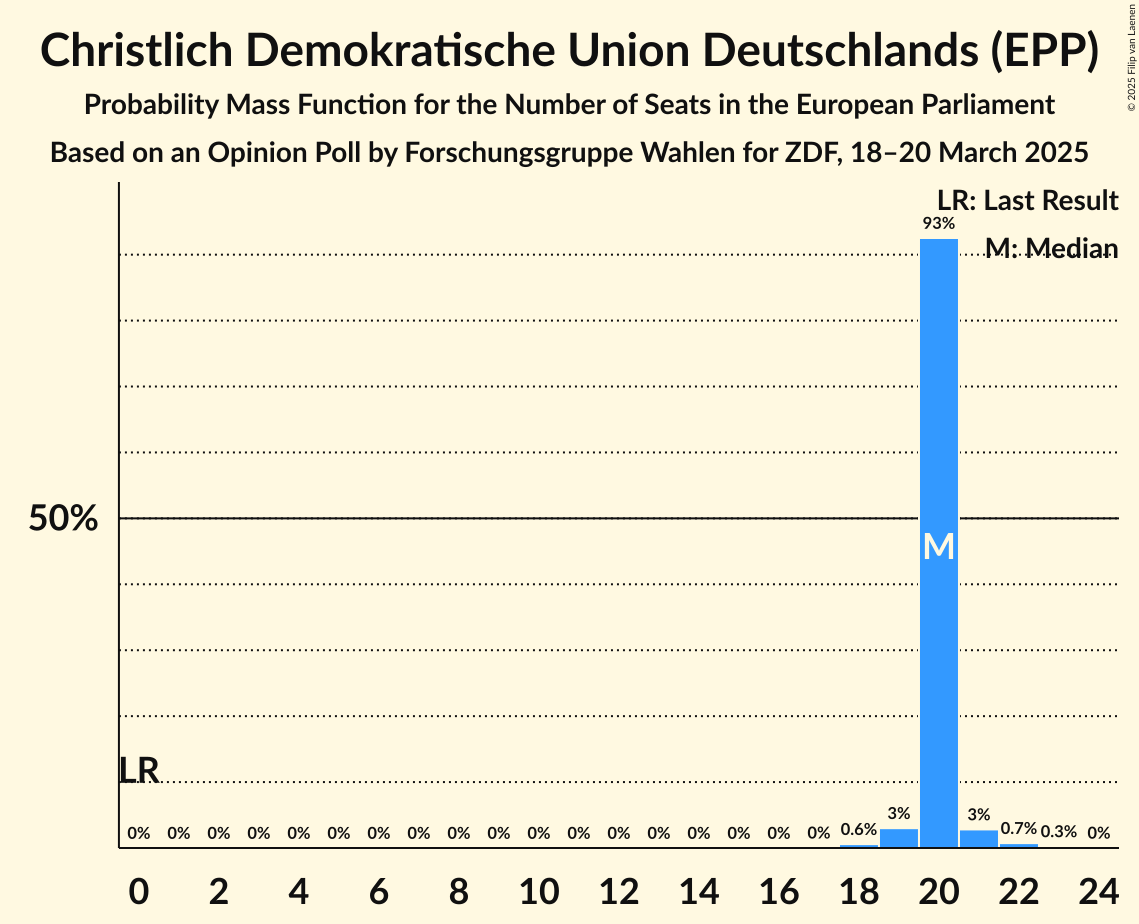 Christlich Demokratische Union Deutschlands (EPP)
Probability Mass Function for the Number of Seats in the European Parliament
Based on an Opinion Poll by Forschungsgruppe Wahlen for ZDF, 18–20 March 2025
© 2025 Filip van Laenen
LR: Last Result
93%
M: Median
50%
M
LR
0% 0% 0% 0% 0% 0% 0% 0% 0% 0% 0% 0% 0% 0% 0% 0% 0% 0% 0.6% 3% 3% 0.7% 0.3% 0%
0 2 4 6 8 10 12 14 16 18 20 22 24